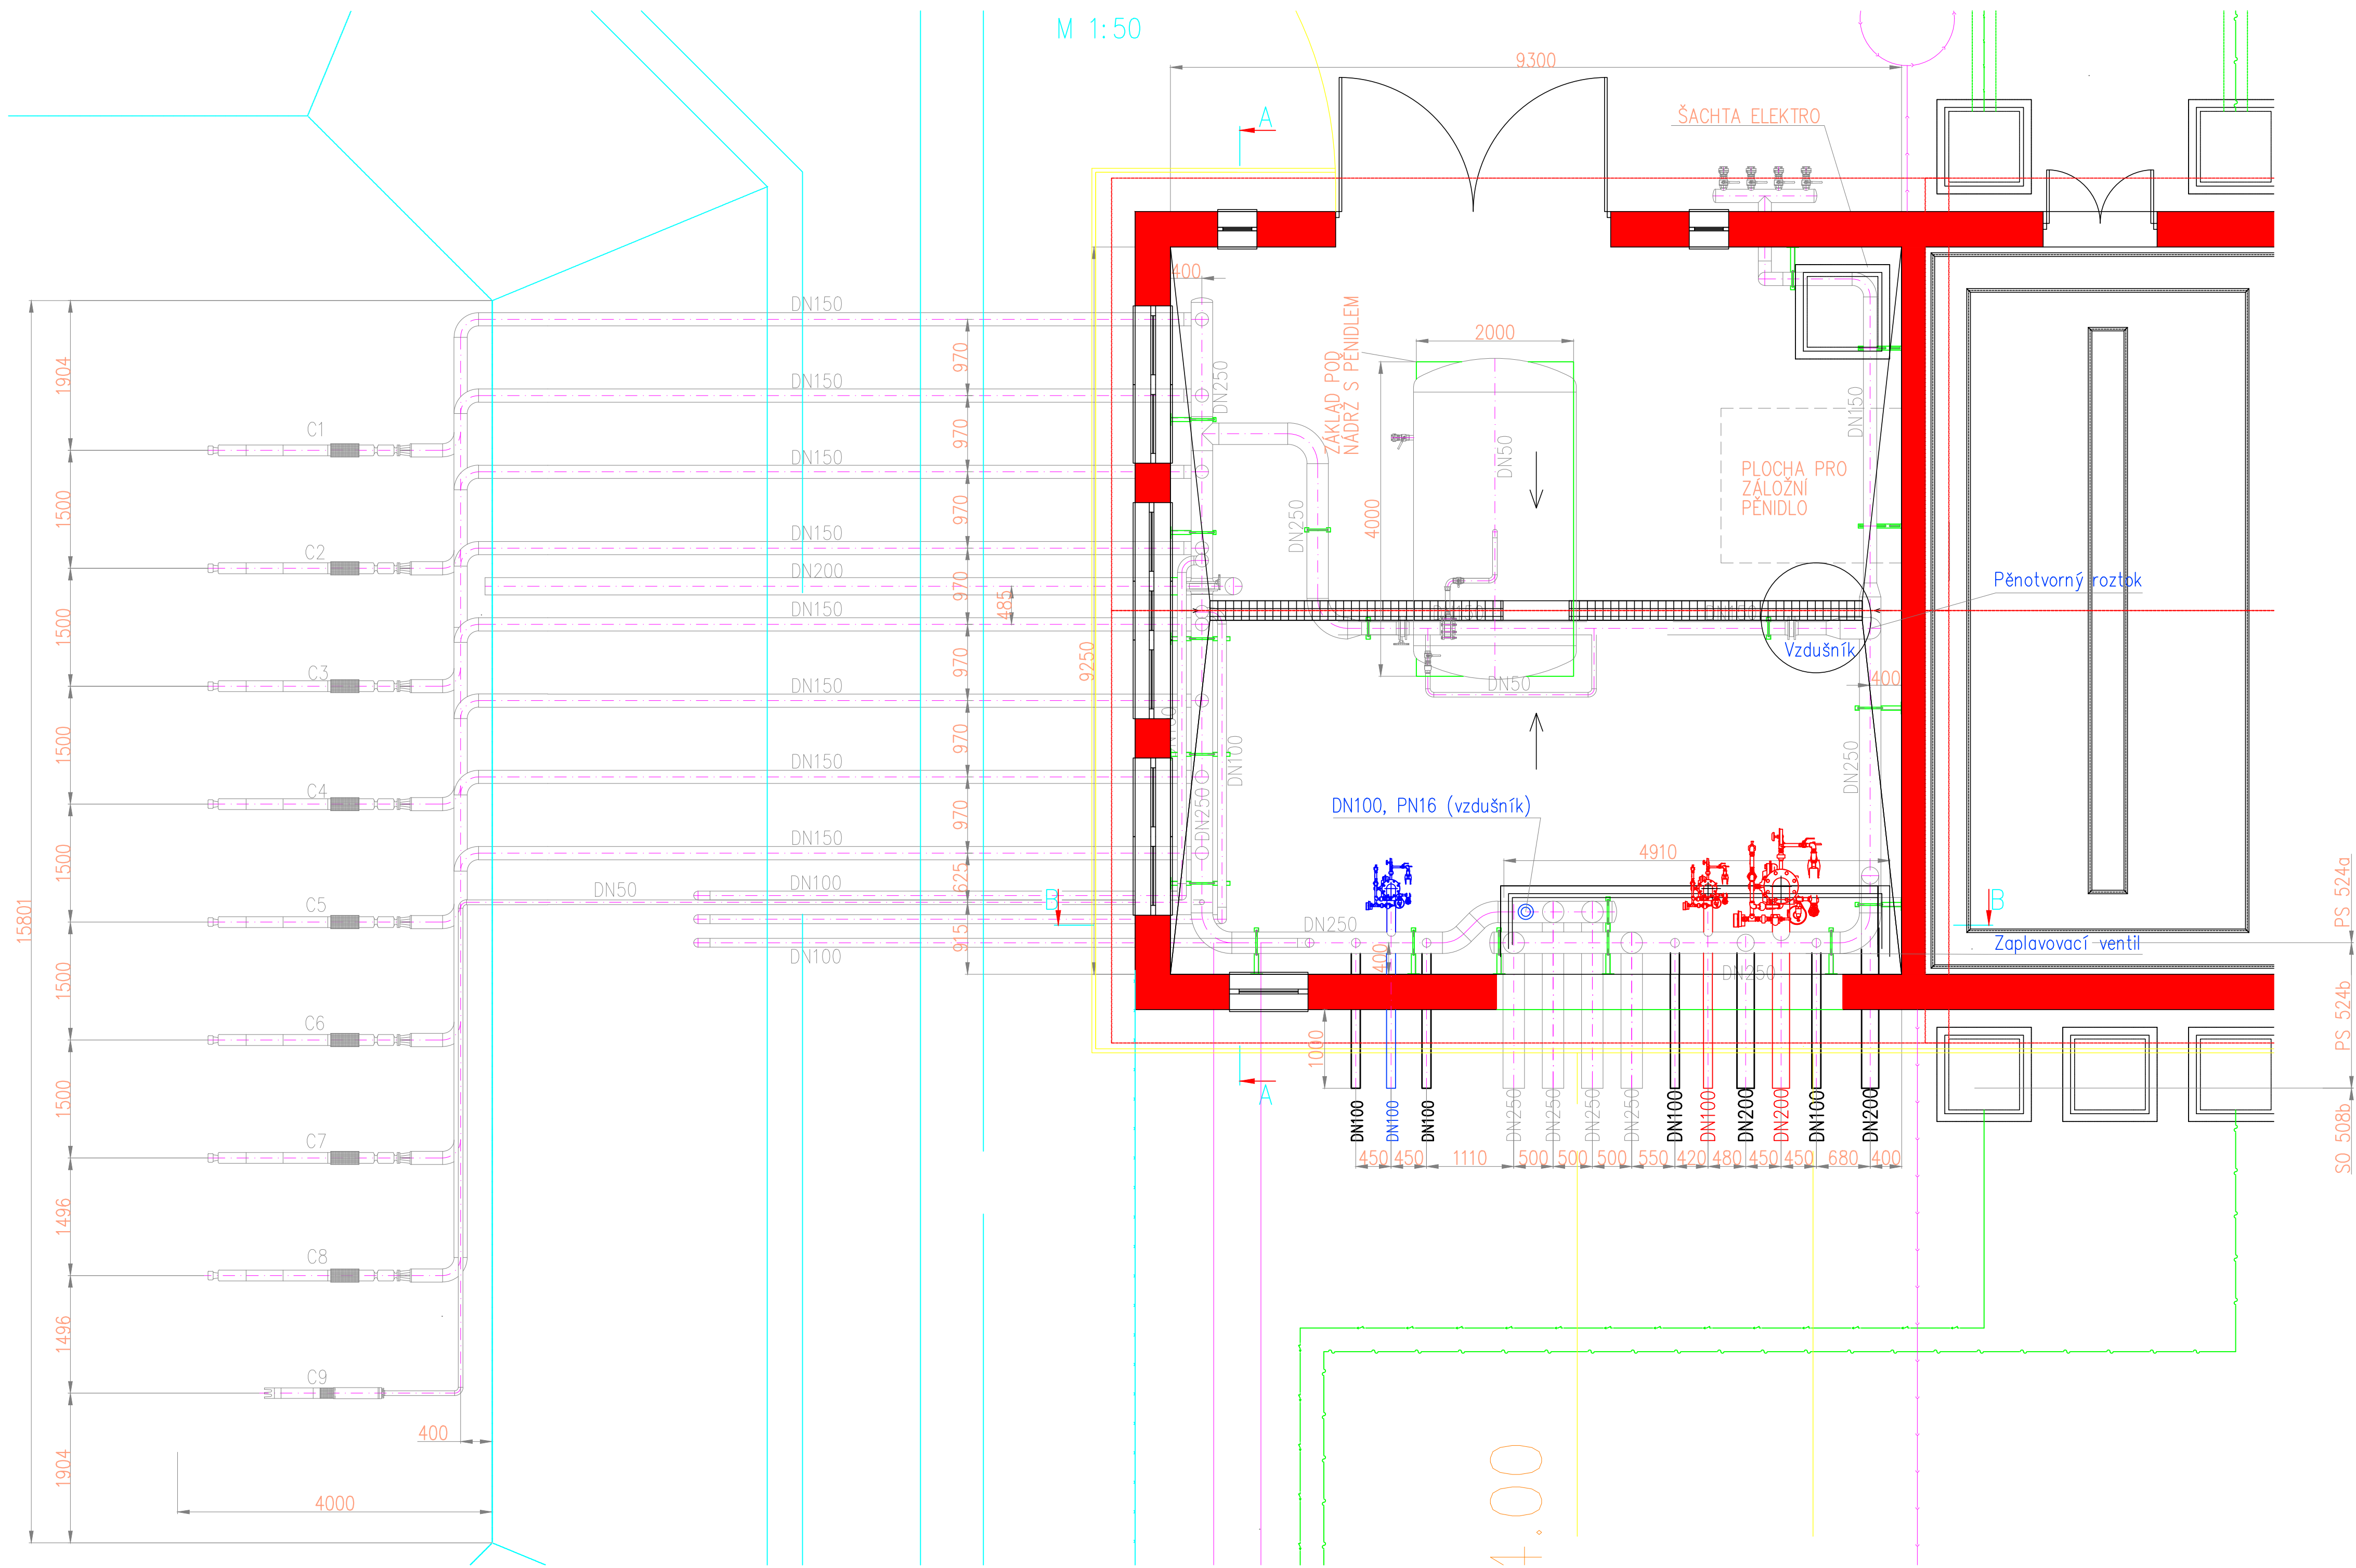 M 1:50
9300
A
ŠACHTA ELEKTRO
400
DN150
1904
970
DN250
ZÁKLAD POD
NÁDRŽ S PĚNIDLEM
2000
DN150
970
DN150
C1
DN50
DN150
970
PLOCHA PRO
ZÁLOŽNÍ
PĚNIDLO
1500
4000
DN250
970
DN150
C2
DN200
970
485
Pěnotvorný roztok
DN150
1500
9250
Vzdušník
970
C3
DN150
DN50
400
1500
970
DN100
DN250
DN150
C4
DN250
970
DN100, PN16 (vzdušník)
1500
DN150
4910
625
DN50
DN100
B
B
PS 524a
C5
15801
DN250
Zaplavovací ventil
915
DN100
400
DN250
1500
PS 524b
C6
1000
A
SO 508b
DN100
DN100
DN100
DN250
DN250
DN250
DN250
DN100
DN100
DN200
DN200
DN100
DN200
1500
C7
450
450
1110
500
500
500
550
420
480
450
450
680
400
1496
C8
1496
C9
400
1904
4000